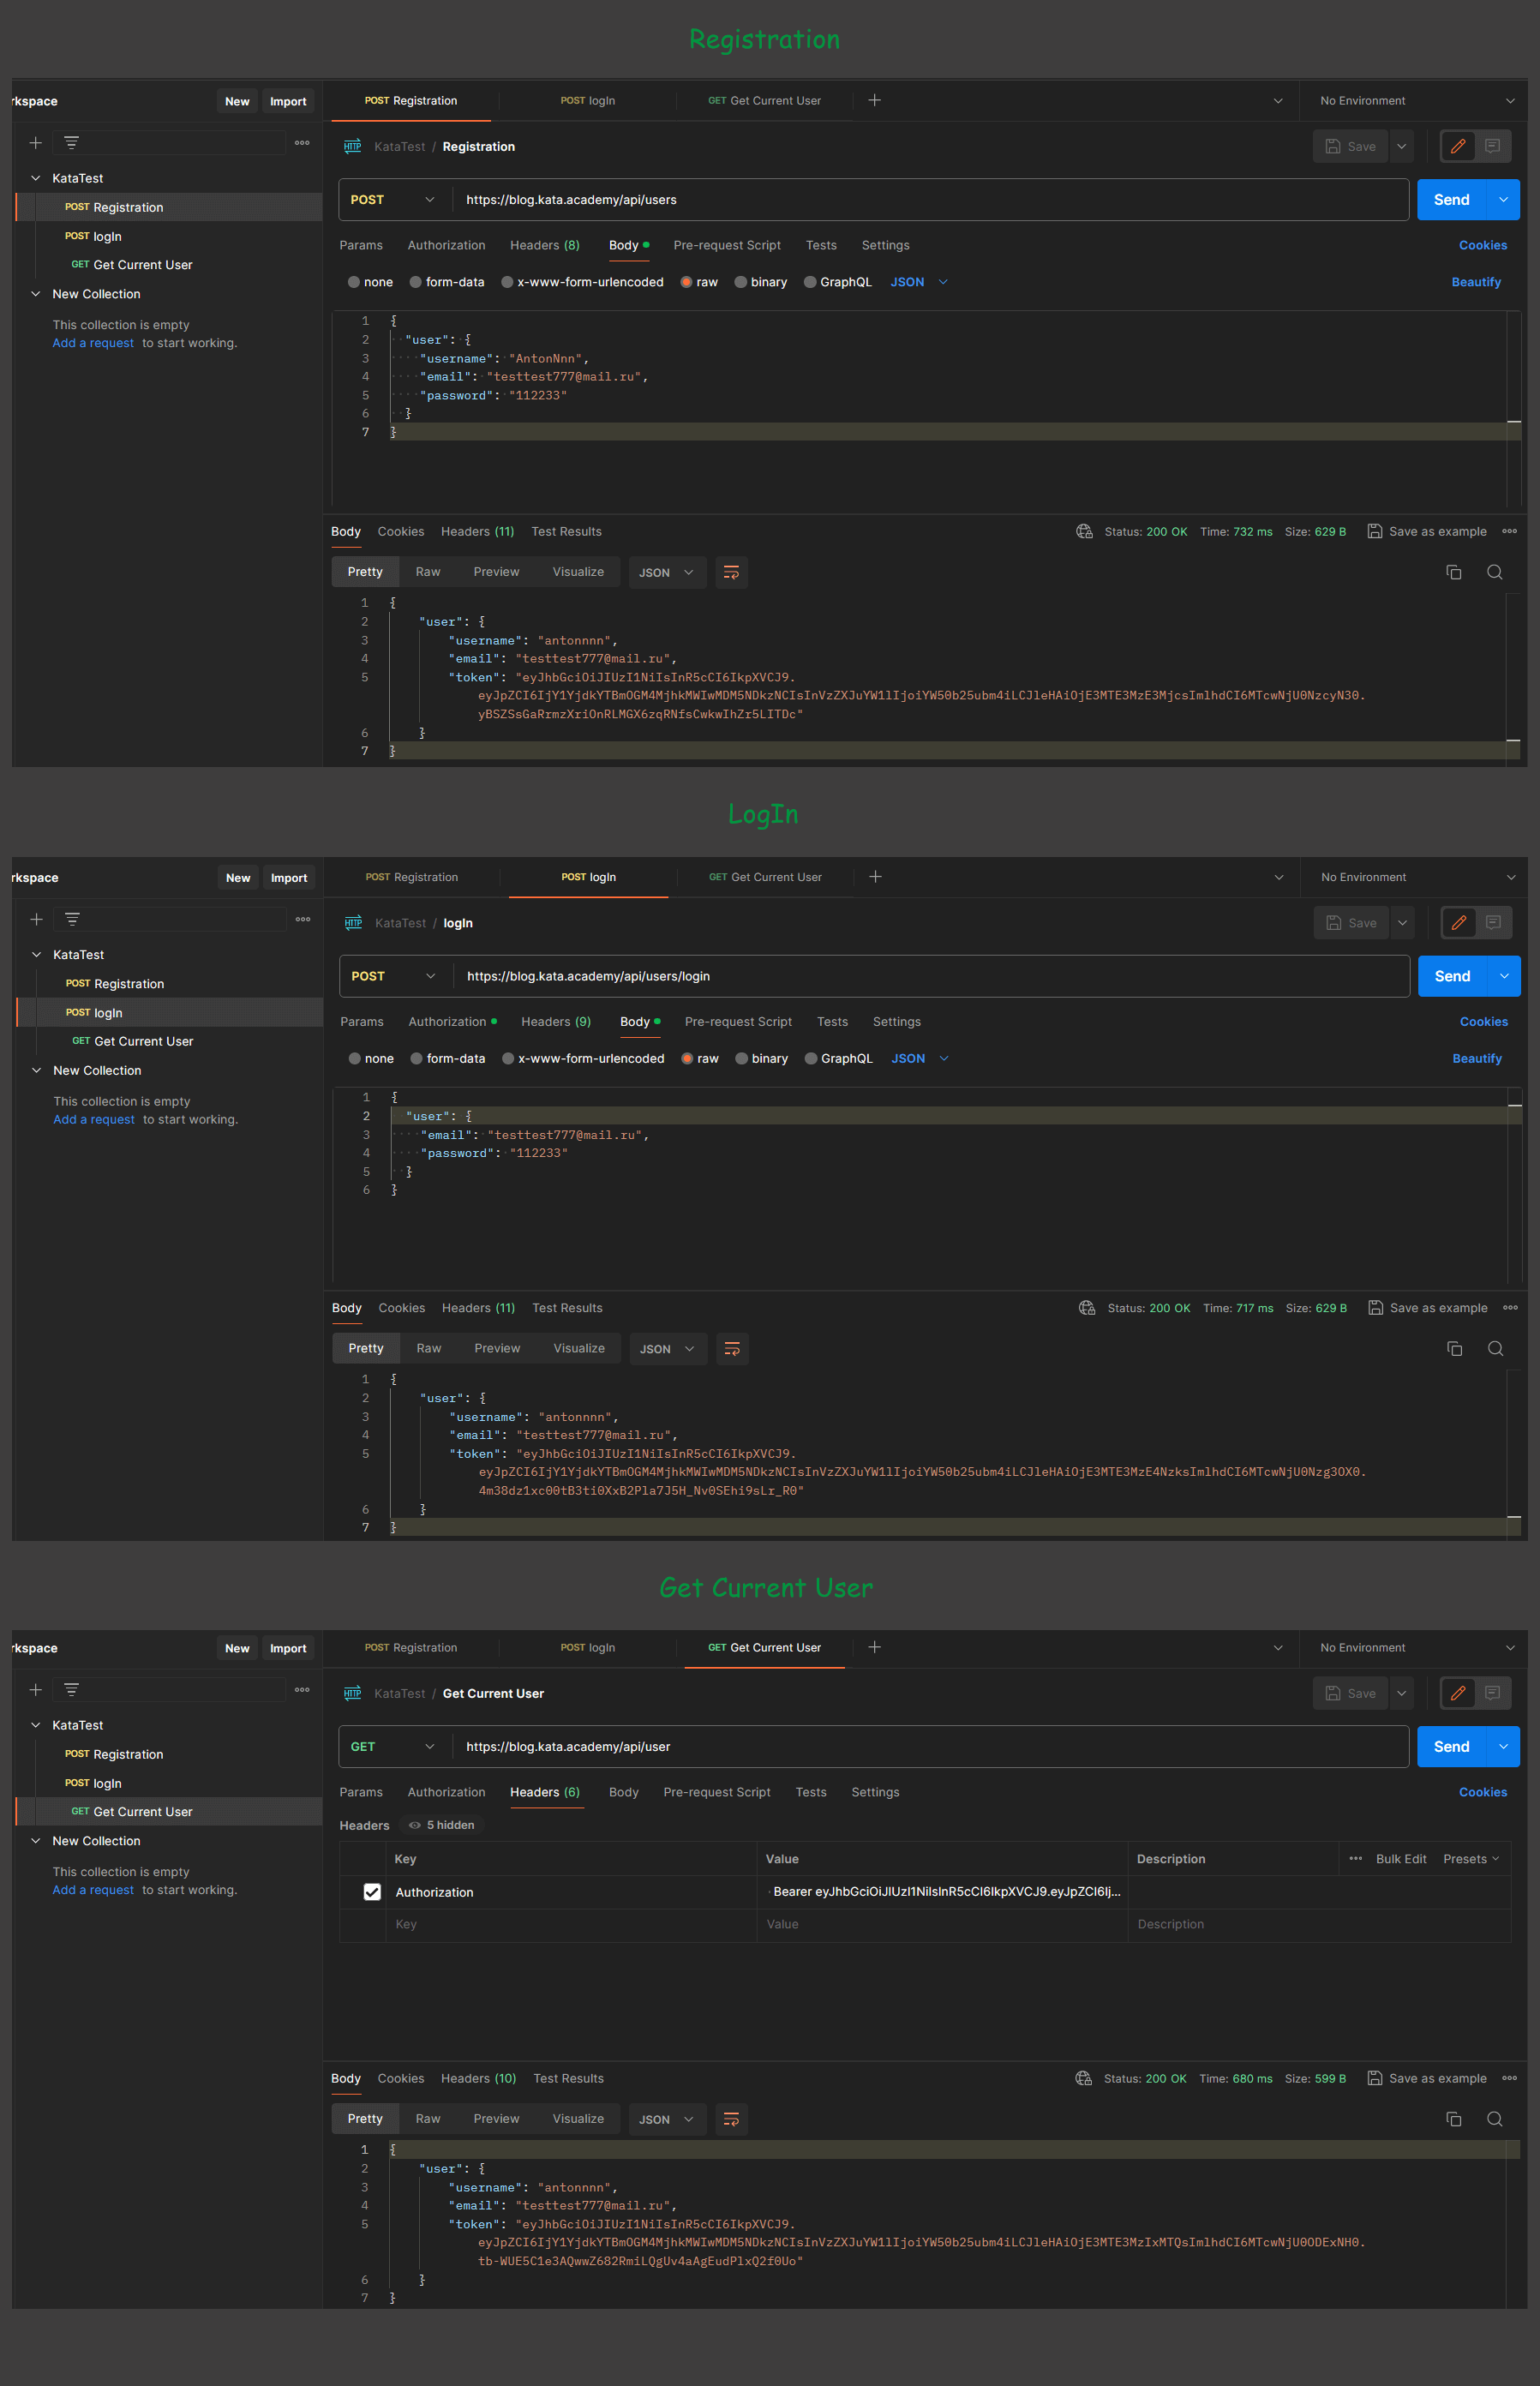 Registration
rkspace New Import POST Registration POST logIn GET Get Current User No Environment
KataTest / Registration Save
KataTest
POST Registration
POST logIn
GET Get Current User
New Collection
This collection is empty
Add a request to start working.
POST https://blog.kata.academy/api/users Send
Params Authorization Headers (8) Body Pre-request Script Tests Settings Cookies
none form-data x-www-form-urlencoded raw binary GraphQL JSON Beautify
1 {
2 "user": {
3 "username": "AntonNnn",
4 "email": "testtest777@mail.ru",
5 "password": "112233"
6 }
7 }
Body Cookies Headers (11) Test Results Status: 200 OK Time: 732 ms Size: 629 B Save as example
Pretty Raw Preview Visualize JSON
1 {
2 "user": {
3 "username": "antonnnn",
4 "email": "testtest777@mail.ru",
5 "token": "eyJhbGciOiJIUzI1NiIsInR5cCI6IkpXVCJ9.
eyJpZCI6IjY1YjdkYTBmOGM4MjhkMWIwMDM5NDkzNCIsInVzZXJuYW1lIjoiYW50b25ubm4iLCJleHAiOjE3MTE3MzE3MjcsImlhdCI6MTcwNjU0NzcyN30.
yBSZSsGaRrmzXriOnRLMGX6zqRNfsCwkwIhZr5LITDc"
6 }
7 }
LogIn
rkspace New Import POST Registration POST logIn GET Get Current User No Environment
KataTest / logIn Save
KataTest
POST Registration
POST logIn
GET Get Current User
New Collection
This collection is empty
Add a request to start working.
POST https://blog.kata.academy/api/users/login Send
Params Authorization Headers (9) Body Pre-request Script Tests Settings Cookies
none form-data x-www-form-urlencoded raw binary GraphQL JSON Beautify
1 {
2 "user": {
3 "email": "testtest777@mail.ru",
4 "password": "112233"
5 }
6 }
Body Cookies Headers (11) Test Results Status: 200 OK Time: 717 ms Size: 629 B Save as example
Pretty Raw Preview Visualize JSON
1 {
2 "user": {
3 "username": "antonnnn",
4 "email": "testtest777@mail.ru",
5 "token": "eyJhbGciOiJIUzI1NiIsInR5cCI6IkpXVCJ9.
eyJpZCI6IjY1YjdkYTBmOGM4MjhkMWIwMDM5NDkzNCIsInVzZXJuYW1lIjoiYW50b25ubm4iLCJleHAiOjE3MTE3MzE4NzksImlhdCI6MTcwNjU0Nzg3OX0.
4m38dz1xc00tB3ti0XxB2Pla7J5H_Nv0SEhi9sLr_R0"
6 }
7 }
Get Current User
rkspace New Import POST Registration POST logIn GET Get Current User No Environment
KataTest / Get Current User Save
KataTest
POST Registration
POST logIn
GET Get Current User
New Collection
This collection is empty
Add a request to start working.
GET https://blog.kata.academy/api/user Send
Params Authorization Headers (6) Body Pre-request Script Tests Settings Cookies
Headers 5 hidden
Key Value Description Bulk Edit Presets
Authorization Bearer eyJhbGciOiJIUzI1NiIsInR5cCI6IkpXVCJ9.eyJpZCI6Ij...
Key Value Description
Body Cookies Headers (10) Test Results Status: 200 OK Time: 680 ms Size: 599 B Save as example
Pretty Raw Preview Visualize JSON
1 {
2 "user": {
3 "username": "antonnnn",
4 "email": "testtest777@mail.ru",
5 "token": "eyJhbGciOiJIUzI1NiIsInR5cCI6IkpXVCJ9.
eyJpZCI6IjY1YjdkYTBmOGM4MjhkMWIwMDM5NDkzNCIsInVzZXJuYW1lIjoiYW50b25ubm4iLCJleHAiOjE3MTE3MzIxMTQsImlhdCI6MTcwNjU0ODExNH0.
tb-WUE5C1e3AQwwZ682RmiLQgUv4aAgEudPlxQ2f0Uo"
6 }
7 }